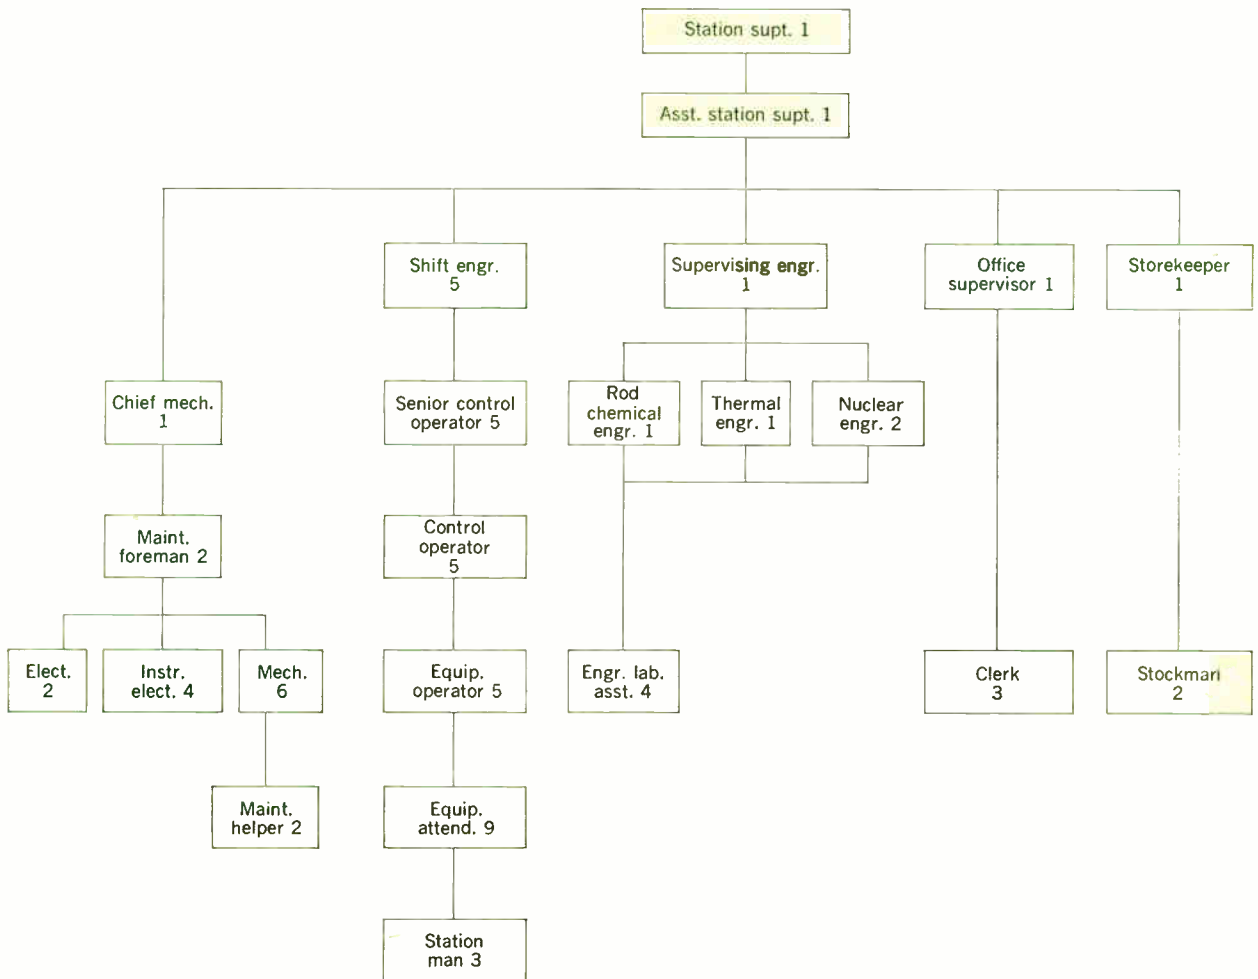 Station supt. 1
Asst. station supt. 1
Shift engr.
5
Supervising engr.
1
Office
supervisor 1
Storekeeper
1
Chief mech.
1
Senior control
operator 5
Rod
chemical
engr. 1
Thermal
engr. 1
Nuclear
engr. 2
Maint.
foreman 2
Control
operator
5
Elect.
2
Instr.
elect. 4
Mech.
6
Equip.
operator 5
Engr. lab.
asst. 4
Clerk
3
Stockman
2
Maint.
helper 2
Equip.
attend. 9
Station
man 3